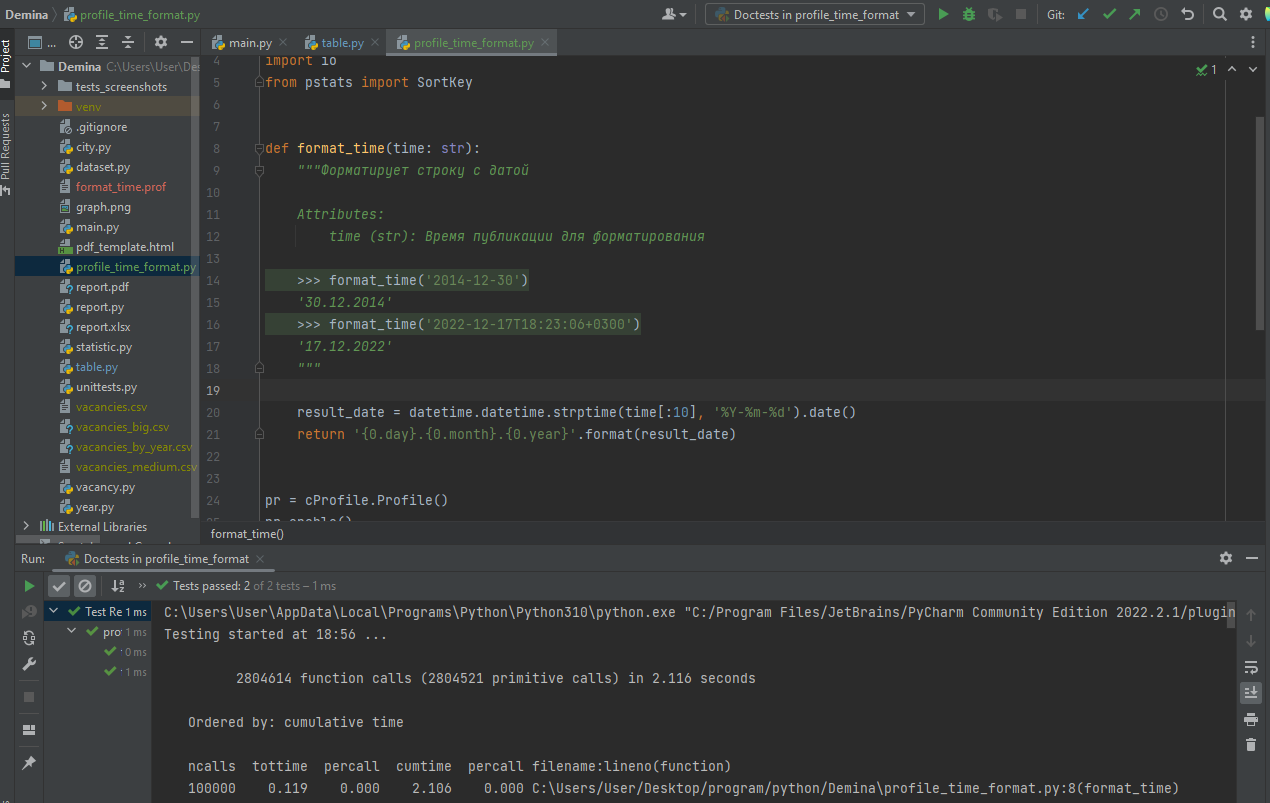 Demina profile_time_format.py Doctests in profile_time_format Git:
Project ... main.py table.py profile_time_format.py
Pull Requests
Demina C:\Users\User\Des
tests_screenshots
venv
.gitignore
city.py
dataset.py
format_time.prof
graph.png
main.py
pdf_template.html
profile_time_format.py
report.pdf
report.py
report.xlsx
statistic.py
table.py
unittests.py
vacancies.csv
vacancies_big.csv
vacancies_by_year.csv
vacancies_medium.csv
vacancy.py
year.py
External Libraries
1
4 import io
5 from pstats import SortKey
6
7
8 def format_time(time: str):
9 """Форматирует строку с датой
10
11 Attributes:
12 time (str): Время публикации для форматирования
13
14 >>> format_time('2014-12-30')
15 '30.12.2014'
16 >>> format_time('2022-12-17T18:23:06+0300')
17 '17.12.2022'
18 """
19
20 result_date = datetime.datetime.strptime(time[:10], '%Y-%m-%d').date()
21 return '{0.day}.{0.month}.{0.year}'.format(result_date)
22
23
24 pr = cProfile.Profile()
25 pr.enable()
format_time()
Run: Doctests in profile_time_format
Tests passed: 2 of 2 tests – 1 ms
Test Re 1 ms
pro 1 ms
0 ms
1 ms
C:\Users\User\AppData\Local\Programs\Python\Python310\python.exe "C:/Program Files/JetBrains/PyCharm Community Edition 2022.2.1/plugin
Testing started at 18:56 ...
2804614 function calls (2804521 primitive calls) in 2.116 seconds
Ordered by: cumulative time
ncalls tottime percall cumtime percall filename:lineno(function)
100000 0.119 0.000 2.106 0.000 C:\Users/User/Desktop/program/python/Demina\profile_time_format.py:8(format_time)